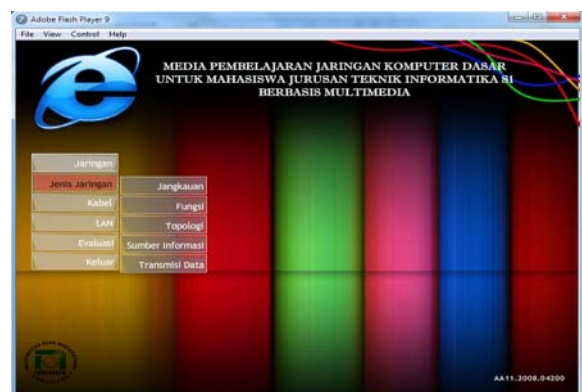 Adobe Flash Player 9
File View Control Help
MEDIA PEMBELAJARAN JARINGAN KOMPUTER DASAR
UNTUK MAHASISWA JURUSAN TEKNIK INFORMATIKA S1
BERBASIS MULTIMEDIA
Jaringan
Jenis Jaringan
Kabel
LAN
Evaluasi
Keluar
Jangkauan
Fungsi
Topologi
Sumber Informasi
Transmisi Data
AA11.2008.04200